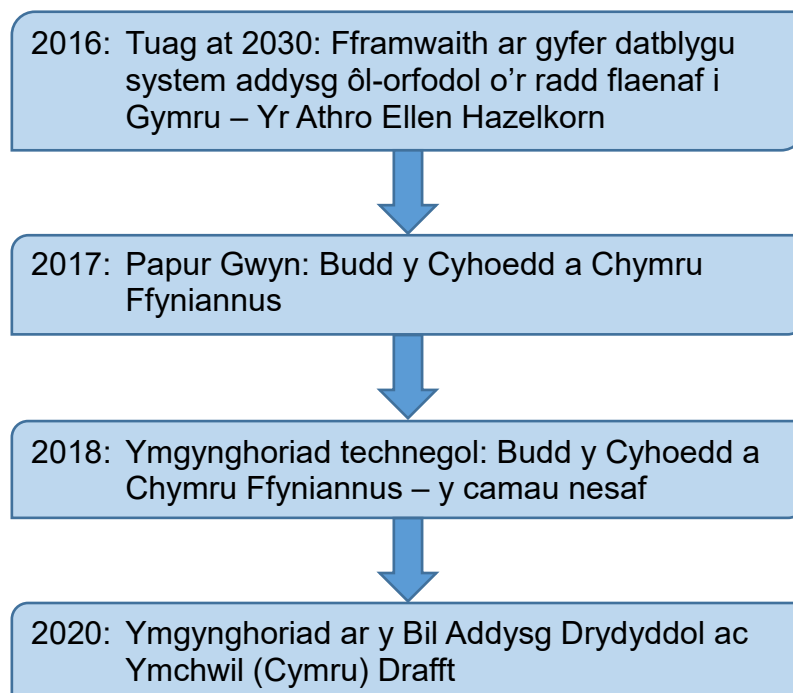 2016: Tuag at 2030: Fframwaith ar gyfer datblygu
system addysg ôl-orfodol o’r radd flaenaf i
Gymru – Yr Athro Ellen Hazelkorn
2017: Papur Gwyn: Budd y Cyhoedd a Chymru
Ffyniannus
2018: Ymgynghoriad technegol: Budd y Cyhoedd a
Chymru Ffyniannus – y camau nesaf
2020: Ymgynghoriad ar y Bil Addysg Drydyddol ac
Ymchwil (Cymru) Drafft